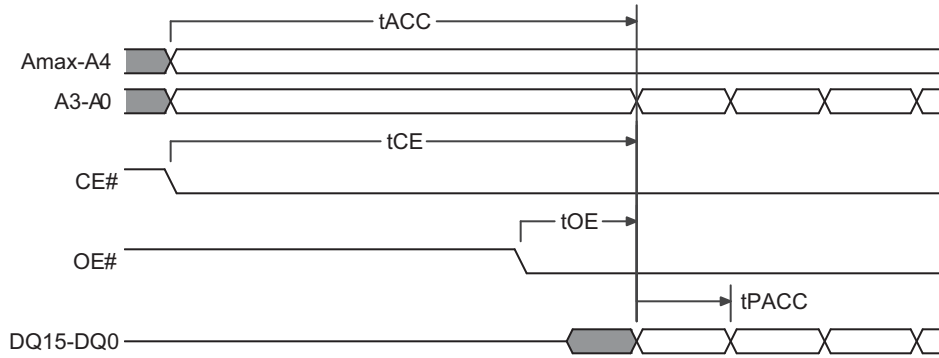 tACC
Amax-A4
A3-A0
tCE
CE#
tOE
OE#
tPACC
DQ15-DQ0